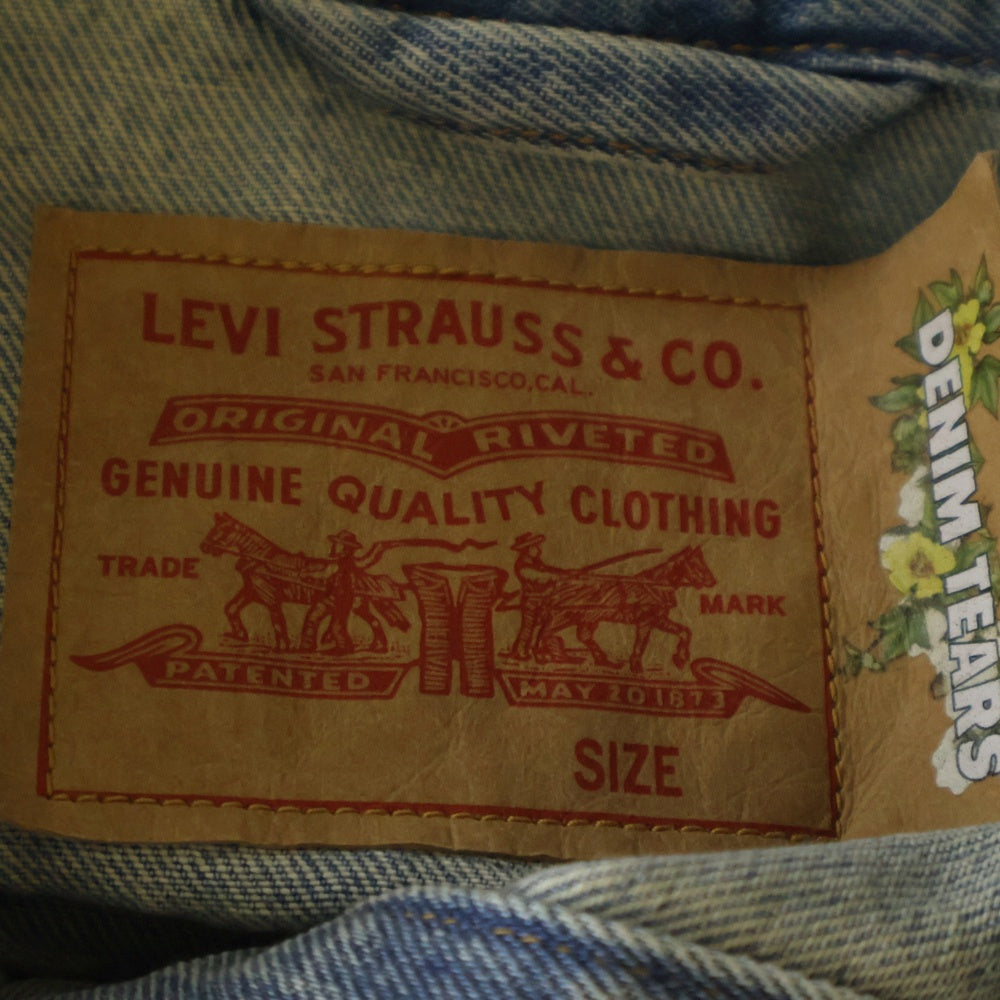 LEVI STRAUSS & CO.
SAN FRANCISCO, CAL.
ORIGINAL RIVETED
GENUINE QUALITY CLOTHING
TRADE MARK
PATENTED MAY 20 1873
SIZE
DENIM TEARS